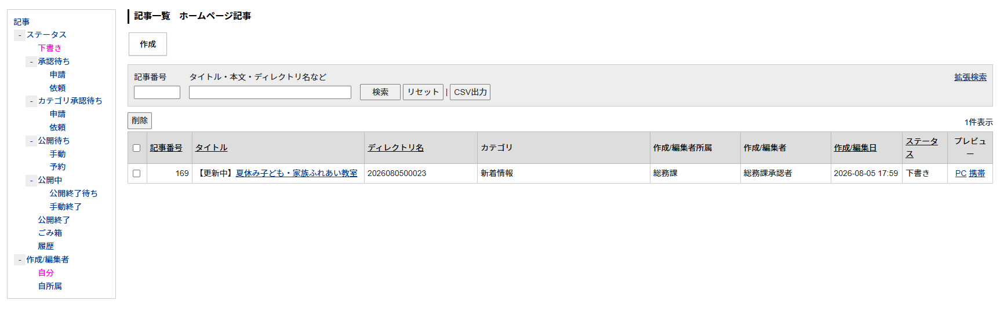 記事
- ステータス
下書き
- 承認待ち
申請
依頼
- カテゴリ承認待ち
申請
依頼
- 公開待ち
手動
予約
- 公開中
公開終了待ち
手動終了
公開終了
ごみ箱
履歴
- 作成/編集者
自分
自所属
記事一覧　ホームページ記事
作成
記事番号 タイトル・本文・ディレクトリ名など 拡張検索
検索 リセット | CSV出力
削除 1件表示
記事番号 タイトル ディレクトリ名 カテゴリ 作成/編集者所属 作成/編集者 作成/編集日 ステータス プレビュー
169 【更新中】夏休み子ども・家族ふれあい教室 2026080500023 新着情報 総務課 総務課承認者 2026-08-05 17:59 下書き PC 携帯